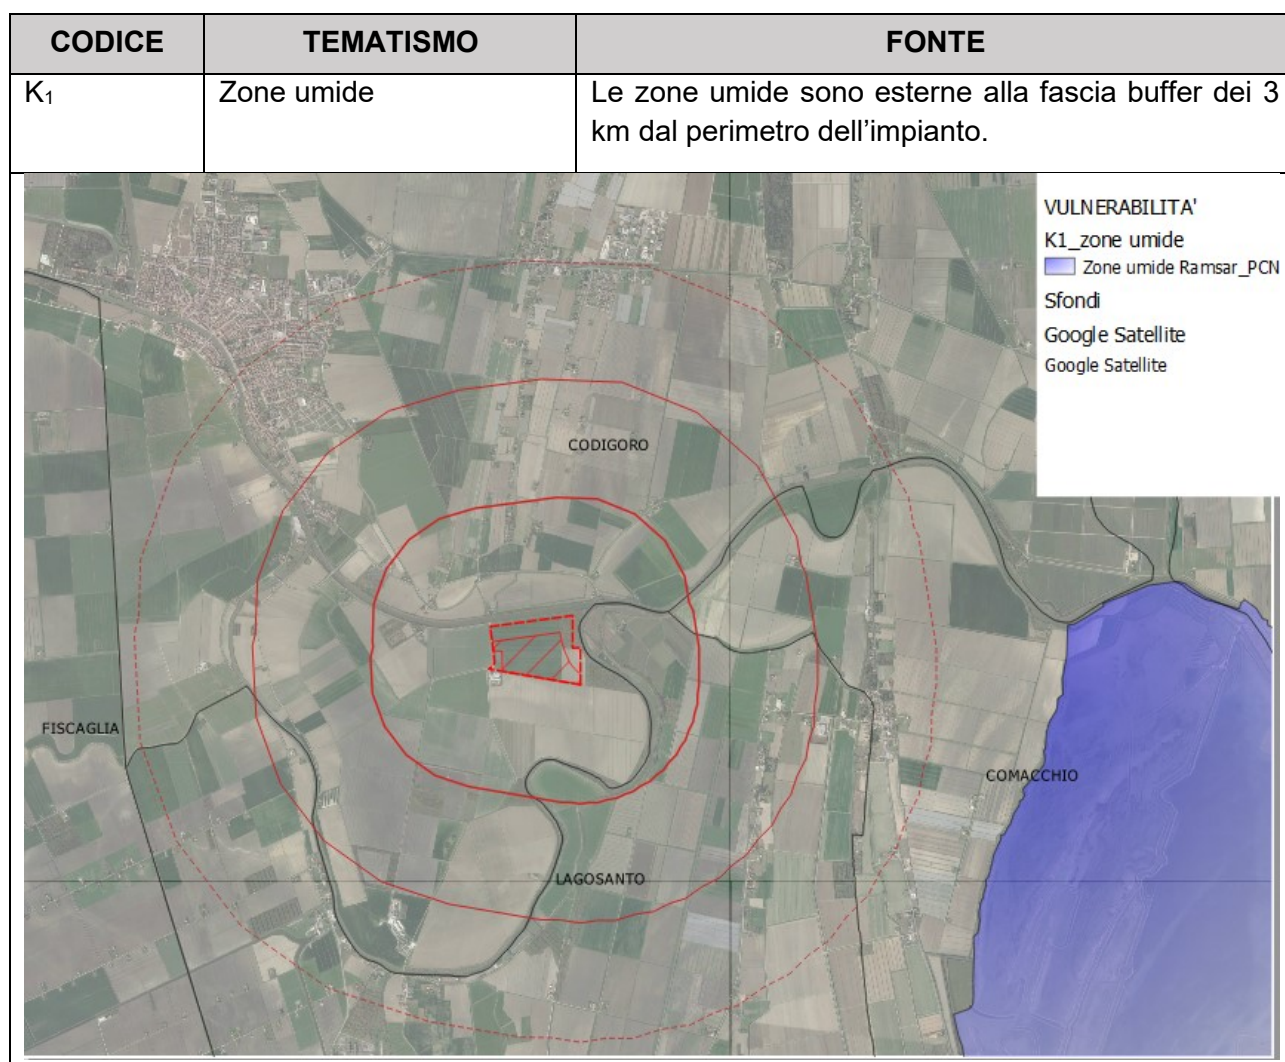 CODICE TEMATISMO FONTE
K₁ Zone umide Le zone umide sono esterne alla fascia buffer dei 3
km dal perimetro dell'impianto.
VULNERABILITA'
K1_zone umide
Zone umide Ramsar_PCN
Sfondi
Google Satellite
Google Satellite
CODIGORO
FISCAGLIA
COMACCHIO
LAGOSANTO